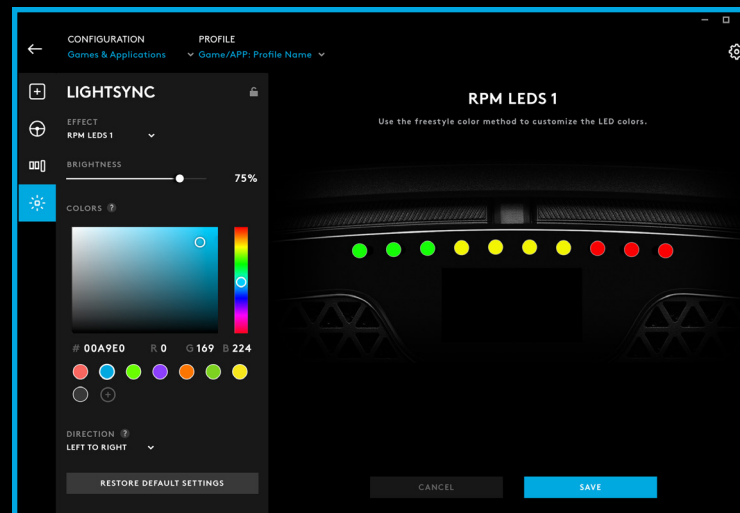 CONFIGURATION
PROFILE
Games & Applications
Game/APP: Profile Name
LIGHTSYNC
EFFECT
RPM LEDS 1
BRIGHTNESS
75%
COLORS ?
# 00A9E0 R 0 G 169 B 224
DIRECTION ?
LEFT TO RIGHT
RESTORE DEFAULT SETTINGS
RPM LEDS 1
Use the freestyle color method to customize the LED colors.
CANCEL
SAVE